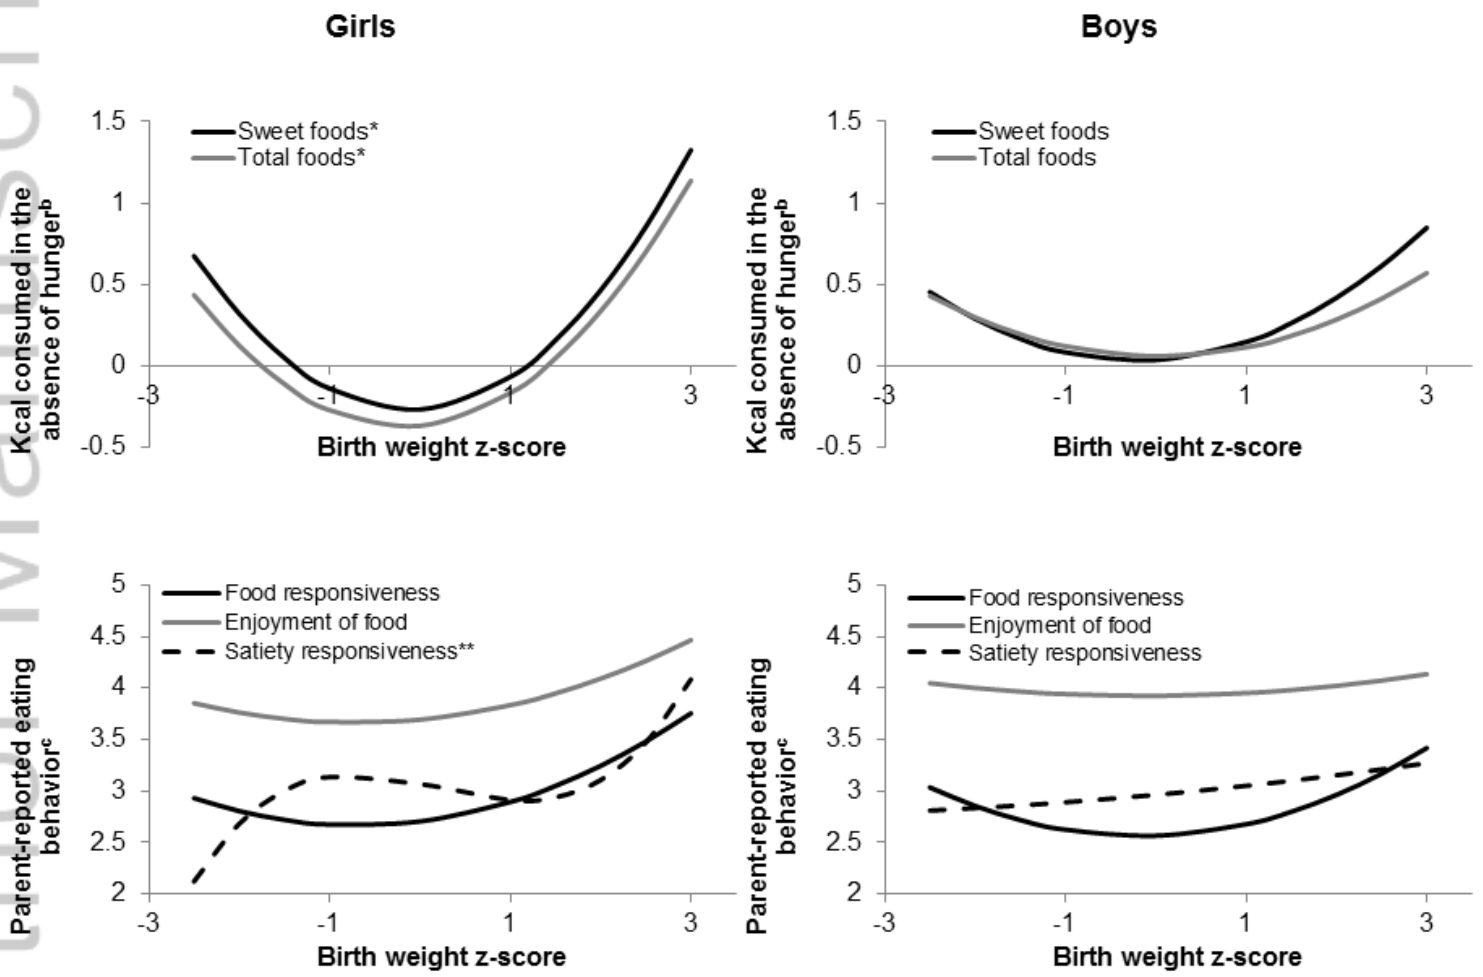 Girls
Boys
1.5
1
0.5
0
-0.5
-3
-1
1
3
Sweet foods*
Total foods*
Kcal consumed in the
absence of hungerᵇ
Birth weight z-score
1.5
1
0.5
0
-0.5
-3
-1
1
3
Sweet foods
Total foods
Kcal consumed in the
absence of hungerᵇ
Birth weight z-score
5
4.5
4
3.5
3
2.5
2
-3
-1
1
3
Food responsiveness
Enjoyment of food
Satiety responsiveness**
Parent-reported eating
behaviorᶜ
Birth weight z-score
5
4.5
4
3.5
3
2.5
2
-3
-1
1
3
Food responsiveness
Enjoyment of food
Satiety responsiveness
Parent-reported eating
behaviorᶜ
Birth weight z-score